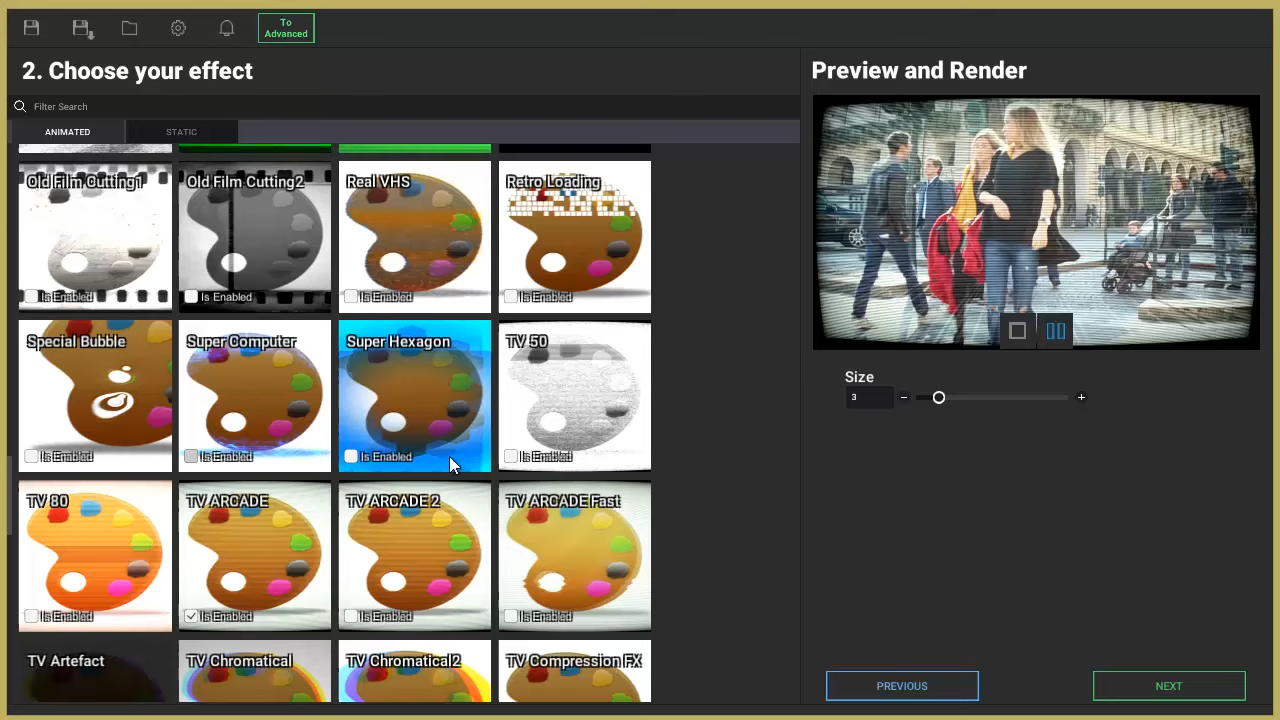 To
Advanced
2. Choose your effect
Preview and Render
Filter Search
ANIMATED
STATIC
Old Film Cutting1
Old Film Cutting2
Real VHS
Retro Loading
Is Enabled
Is Enabled
Is Enabled
Is Enabled
Special Bubble
Super Computer
Super Hexagon
TV 50
Is Enabled
Is Enabled
Is Enabled
Is Enabled
Size
3
TV 80
TV ARCADE
TV ARCADE 2
TV ARCADE Fast
Is Enabled
Is Enabled
Is Enabled
Is Enabled
TV Artefact
TV Chromatical
TV Chromatical2
TV Compression FX
PREVIOUS
NEXT